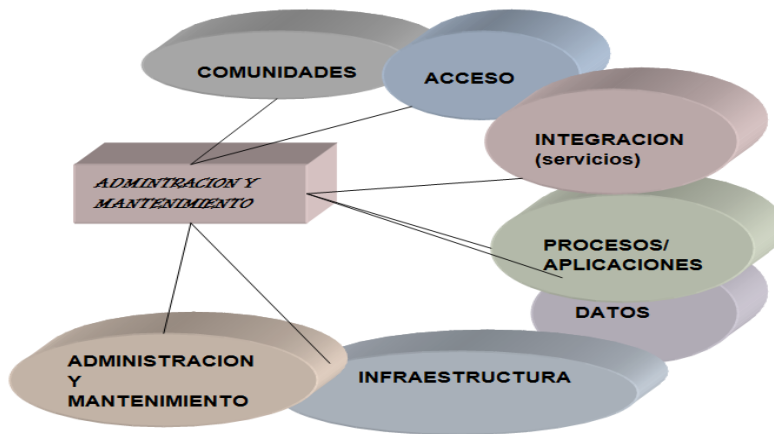 COMUNIDADES
ACCESO
INTEGRACION
(servicios)
ADMINTRACION Y
MANTENIMIENTO
PROCESOS/
APLICACIONES
DATOS
ADMINISTRACION
Y
MANTENIMIENTO
INFRAESTRUCTURA